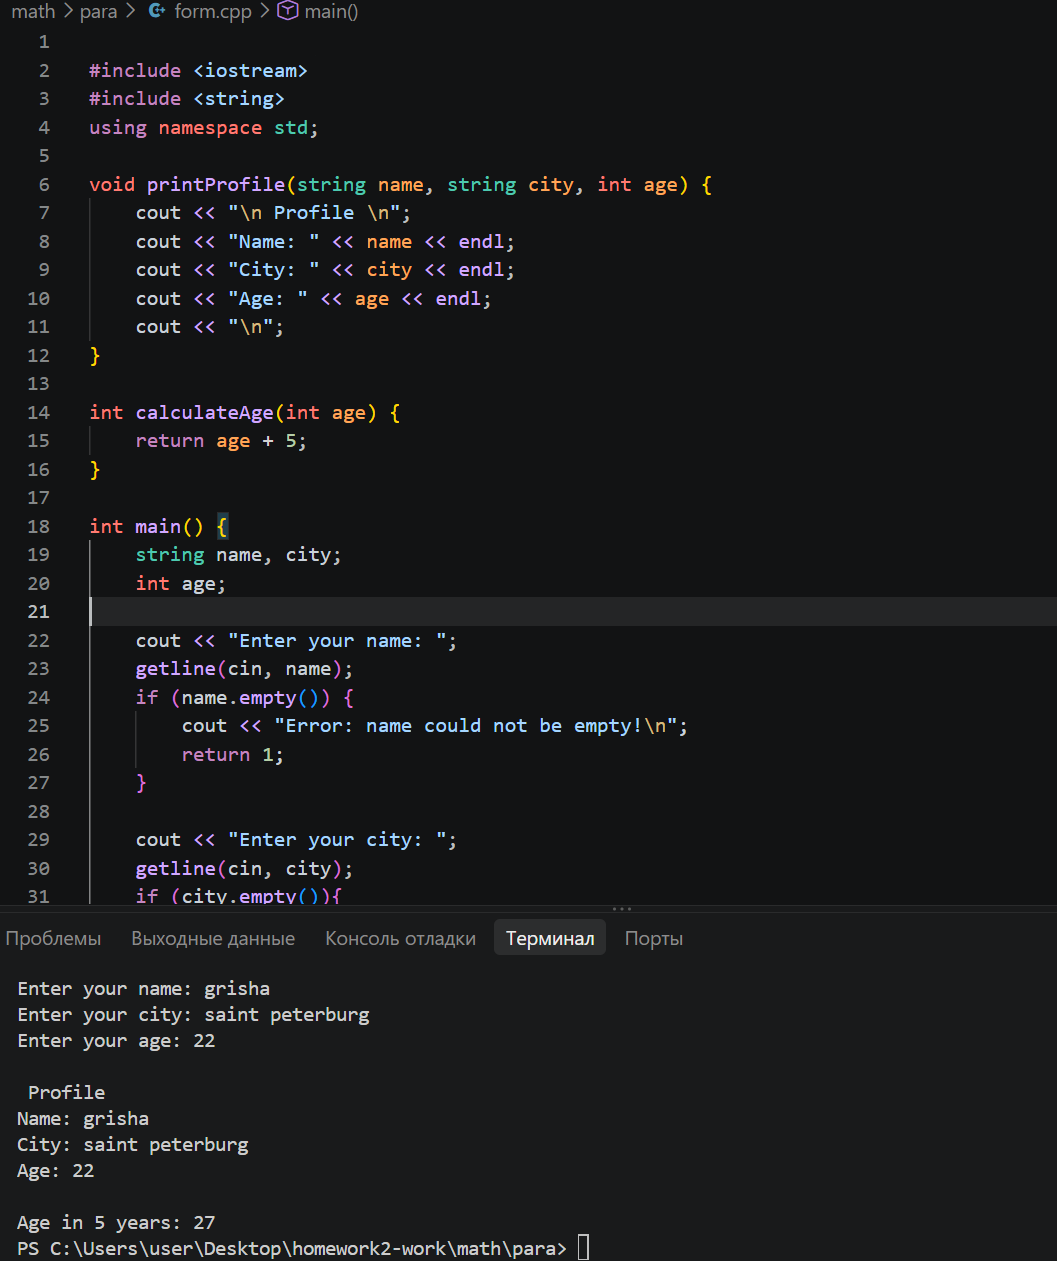 math > para > form.cpp > main()
1
2 #include <iostream>
3 #include <string>
4 using namespace std;
5
6 void printProfile(string name, string city, int age) {
7     cout << "\n Profile \n";
8     cout << "Name: " << name << endl;
9     cout << "City: " << city << endl;
10     cout << "Age: " << age << endl;
11     cout << "\n";
12 }
13
14 int calculateAge(int age) {
15     return age + 5;
16 }
17
18 int main() {
19     string name, city;
20     int age;
21
22     cout << "Enter your name: ";
23     getline(cin, name);
24     if (name.empty()) {
25         cout << "Error: name could not be empty!\n";
26         return 1;
27     }
28
29     cout << "Enter your city: ";
30     getline(cin, city);
31     if (city.empty()){
Проблемы Выходные данные Консоль отладки Терминал Порты
Enter your name: grisha
Enter your city: saint peterburg
Enter your age: 22
Profile
Name: grisha
City: saint peterburg
Age: 22
Age in 5 years: 27
PS C:\Users\user\Desktop\homework2-work\math\para>